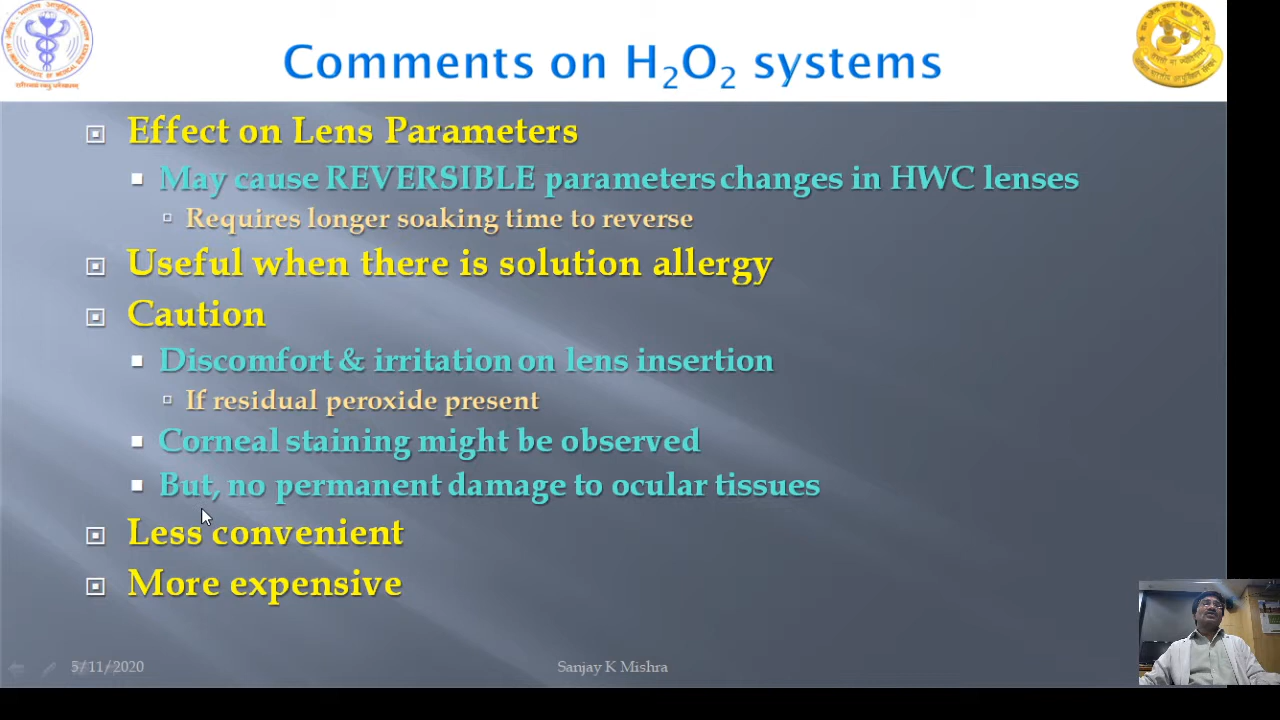 Comments on H₂O₂ systems
Effect on Lens Parameters
May cause REVERSIBLE parameters changes in HWC lenses
Requires longer soaking time to reverse
Useful when there is solution allergy
Caution
Discomfort & irritation on lens insertion
If residual peroxide present
Corneal staining might be observed
But, no permanent damage to ocular tissues
Less convenient
More expensive
5/11/2020
Sanjay K Mishra